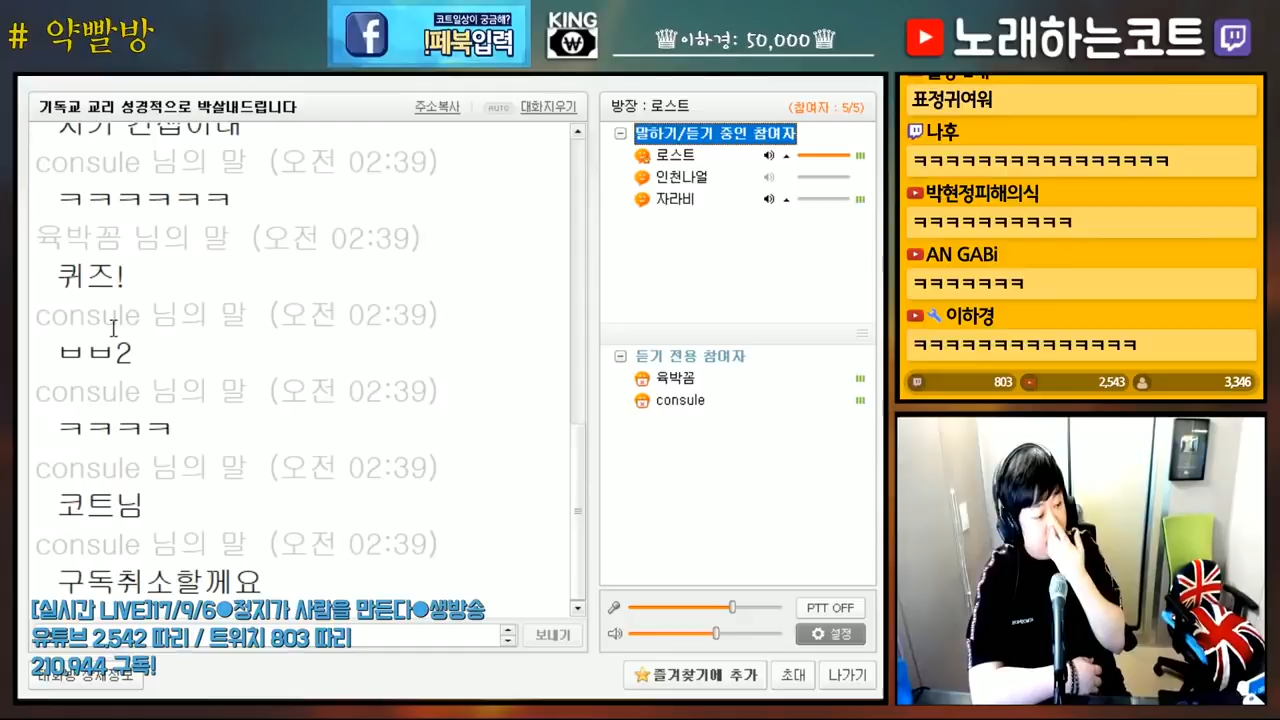 # 약빨방
코트일상이 궁금해?
!페북입력
KING
이하경: 50,000
노래하는코트
기독교 교리 성경적으로 박살내드립니다
주소복사
AUTO
대화지우기
consule 님의 말 (오전 02:39)
ㅋㅋㅋㅋㅋㅋ
육박꼼 님의 말 (오전 02:39)
퀴즈!
consule 님의 말 (오전 02:39)
ㅂㅂ2
consule 님의 말 (오전 02:39)
ㅋㅋㅋㅋ
consule 님의 말 (오전 02:39)
코트님
consule 님의 말 (오전 02:39)
구독취소할께요
[실시간 LIVE]17/9/6●정지가 사람을 만든다●생방송
유튜브 2,542 따리 / 트위치 803 따리
210,944 구독!
보내기
방장 : 로스트
(참여자 : 5/5)
말하기/듣기 중인 참여자
로스트
인천나얼
자라비
듣기 전용 참여자
육박꼼
consule
PTT OFF
설정
즐겨찾기에 추가
초대
나가기
표정귀여워
나후
ㅋㅋㅋㅋㅋㅋㅋㅋㅋㅋㅋㅋㅋㅋㅋㅋ
박현정피해의식
ㅋㅋㅋㅋㅋㅋㅋㅋㅋㅋ
AN GABi
ㅋㅋㅋㅋㅋㅋㅋ
이하경
ㅋㅋㅋㅋㅋㅋㅋㅋㅋㅋㅋㅋㅋㅋ
803
2,543
3,346